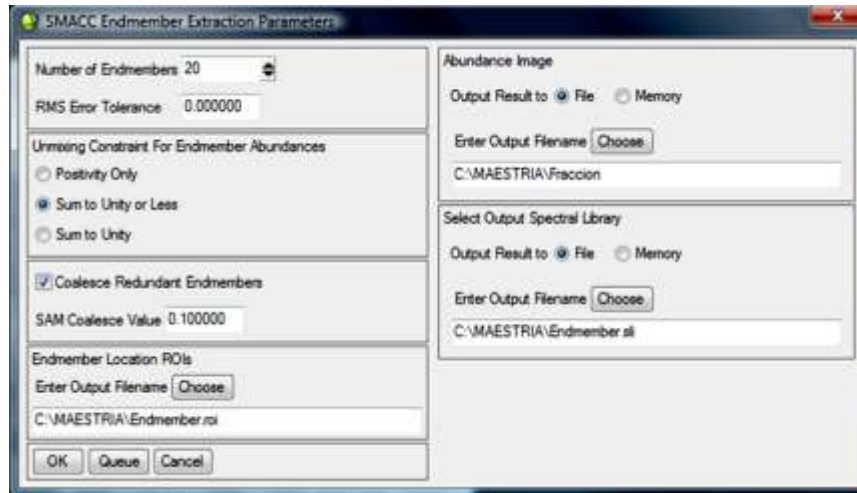 SMACC Endmember Extraction Parameters
Number of Endmembers 20
RMS Error Tolerance 0.000000
Unmixing Constraint For Endmember Abundances
Positivity Only
Sum to Unity or Less
Sum to Unity
Coalesce Redundant Endmembers
SAM Coalesce Value 0.100000
Endmember Location ROIs
Enter Output Filename Choose
C:\MAESTRIA\Endmember.roi
OK Queue Cancel
Abundance Image
Output Result to File Memory
Enter Output Filename Choose
C:\MAESTRIA\Fraccion
Select Output Spectral Library
Output Result to File Memory
Enter Output Filename Choose
C:\MAESTRIA\Endmember.sli